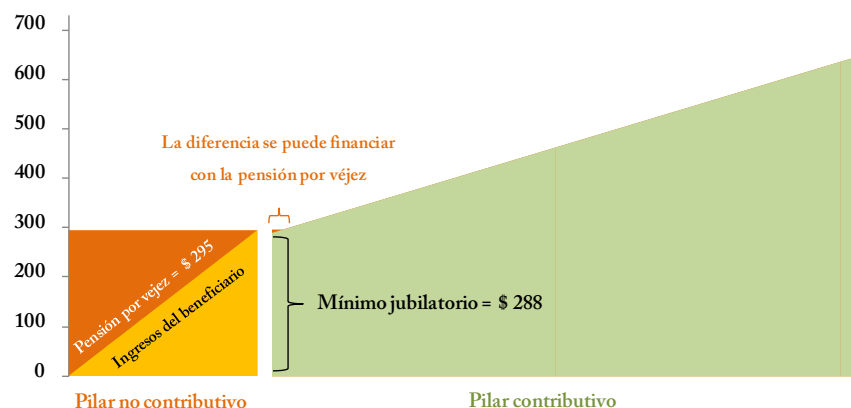 700
600
500
400
300
200
100
0
La diferencia se puede financiar
con la pensión por véjez
Pensión por vejez = $ 295
Ingresos del beneficiario
Mínimo jubilatorio = $ 288
Pilar no contributivo
Pilar contributivo